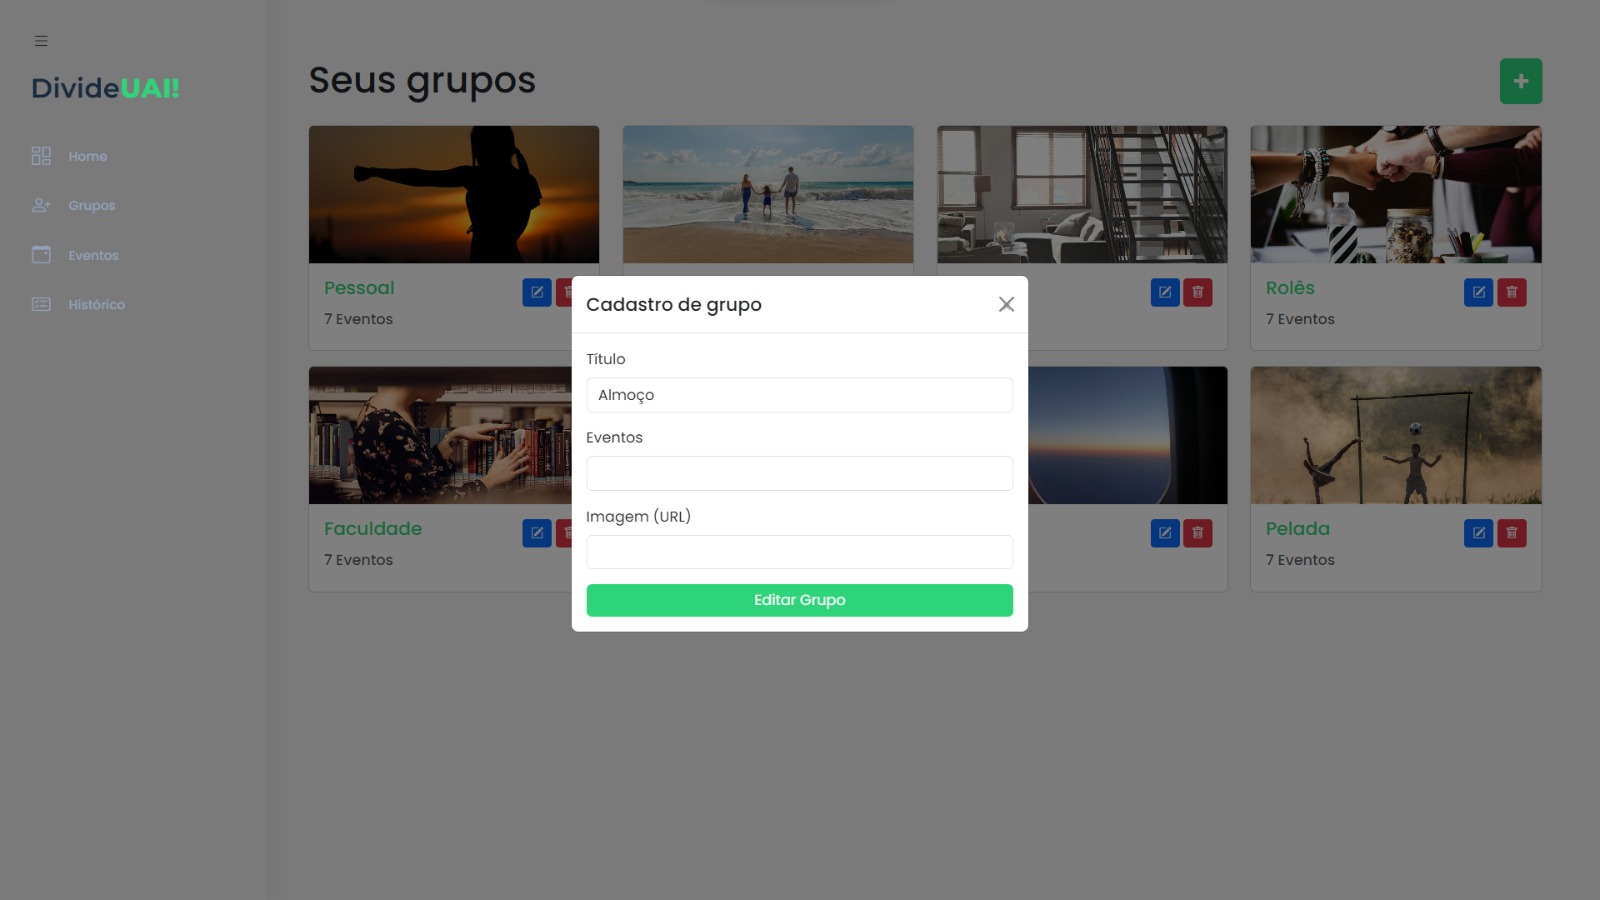 DivideUAI!
Home
Grupos
Eventos
Histórico
Seus grupos
+
Pessoal
7 Eventos
Rolês
7 Eventos
Faculdade
7 Eventos
Pelada
7 Eventos
Cadastro de grupo
Título
Almoço
Eventos
Imagem (URL)
Editar Grupo